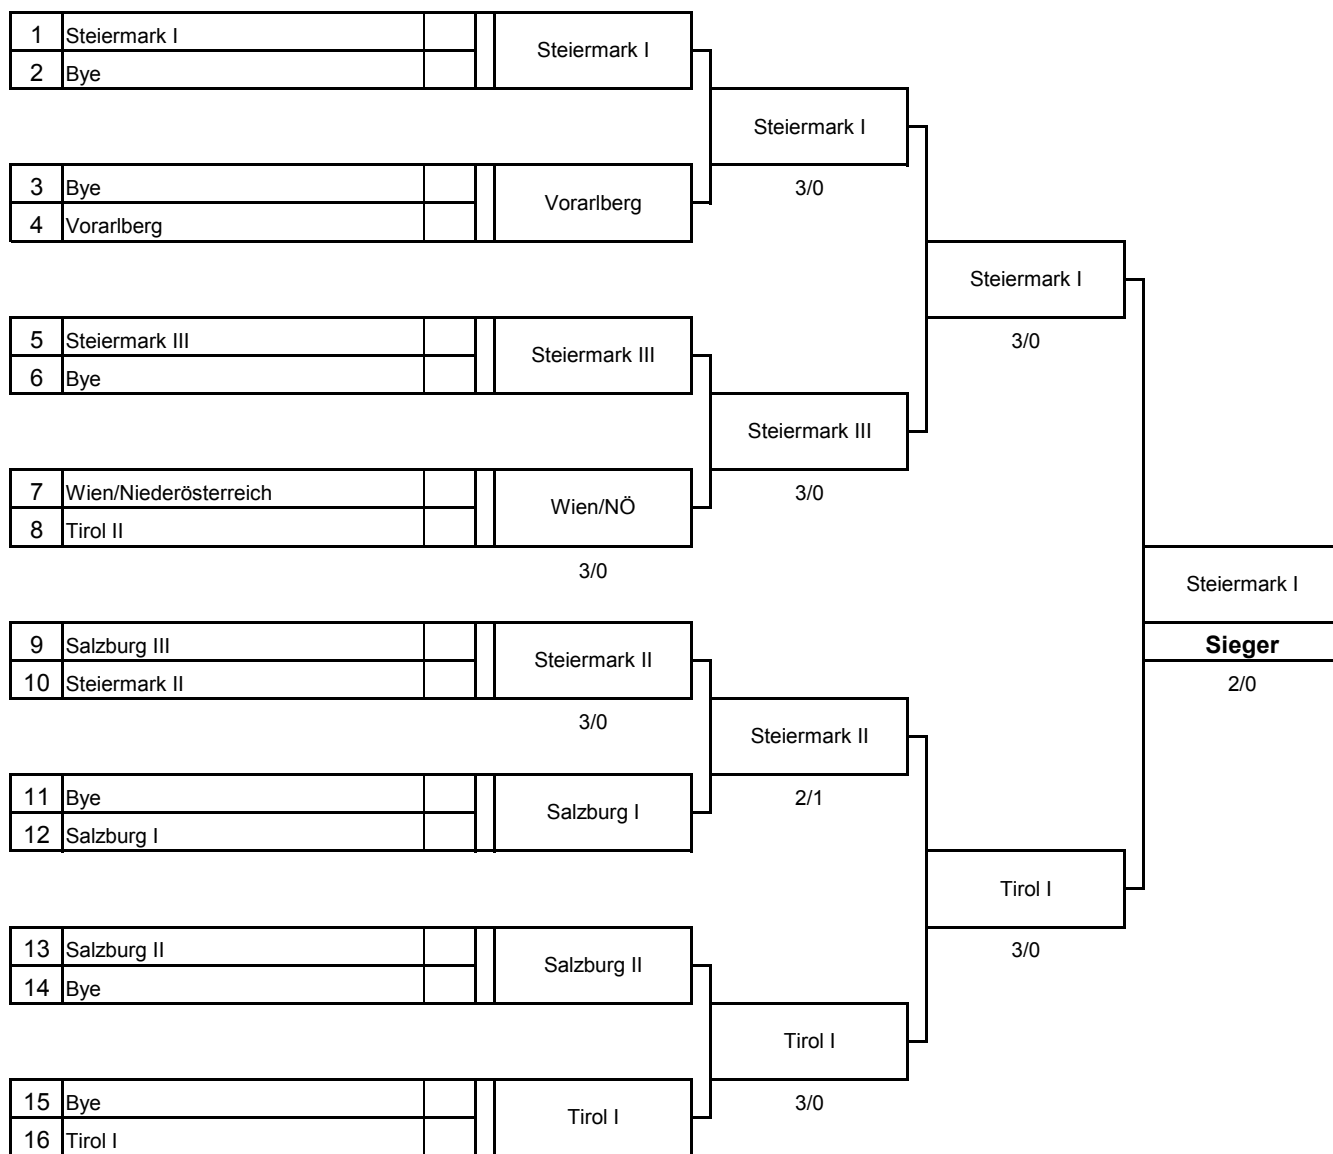 1 Steiermark I
Steiermark I
2 Bye
Steiermark I
3 Bye
3/0
Vorarlberg
4 Vorarlberg
Steiermark I
5 Steiermark III
3/0
Steiermark III
6 Bye
Steiermark III
7 Wien/Niederösterreich
3/0
Wien/NÖ
8 Tirol II
3/0
Steiermark I
9 Salzburg III
Sieger
Steiermark II
10 Steiermark II
2/0
3/0
Steiermark II
11 Bye
2/1
Salzburg I
12 Salzburg I
Tirol I
13 Salzburg II
3/0
Salzburg II
14 Bye
Tirol I
15 Bye
3/0
Tirol I
16 Tirol I